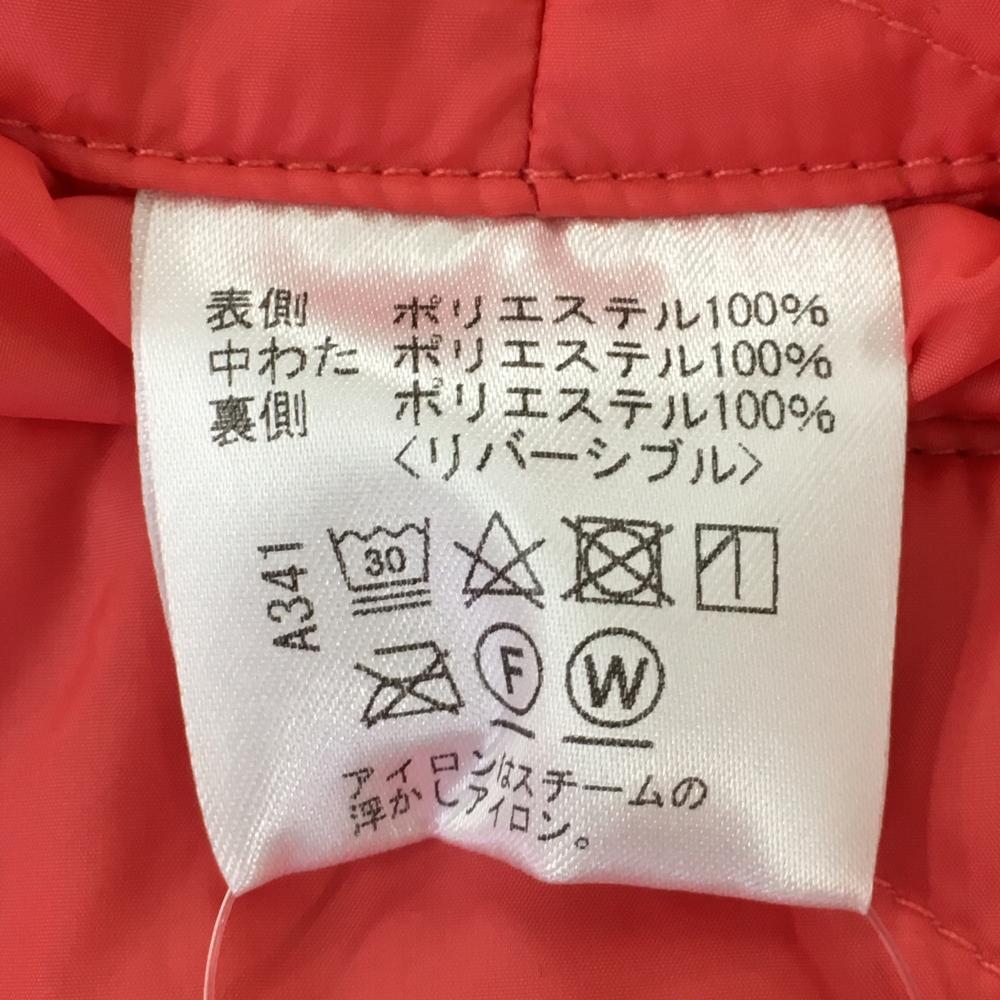 表側 ポリエステル100%
中わた ポリエステル100%
裏側 ポリエステル100%
〈リバーシブル〉
A341
30
F W
アイロンはスチームの
浮かしアイロン。